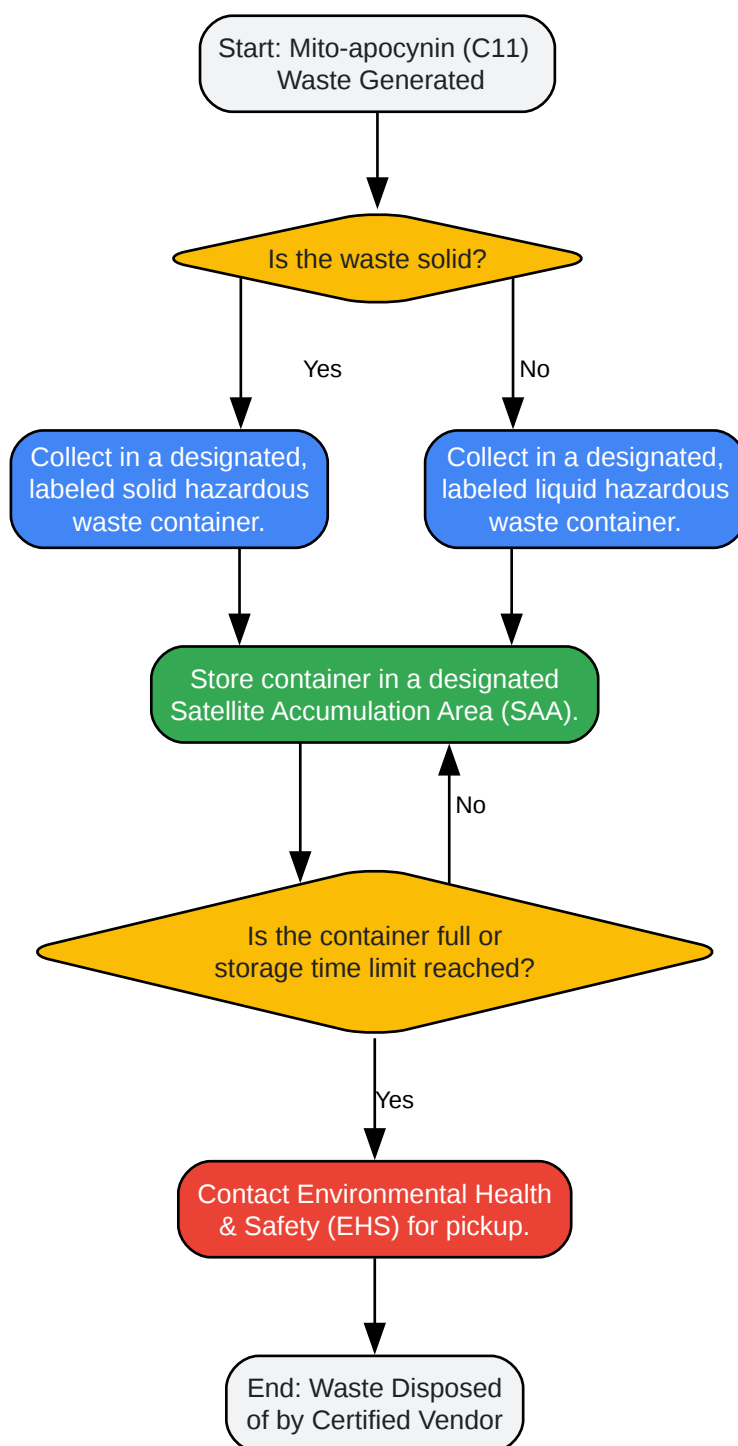 Start: Mito-apocynin (C11)
Waste Generated
Is the waste solid?
Yes
No
Collect in a designated,
labeled solid hazardous
waste container.
Collect in a designated,
labeled liquid hazardous
waste container.
Store container in a designated
Satellite Accumulation Area (SAA).
No
Is the container full or
storage time limit reached?
Yes
Contact Environmental Health
& Safety (EHS) for pickup.
End: Waste Disposed
of by Certified Vendor